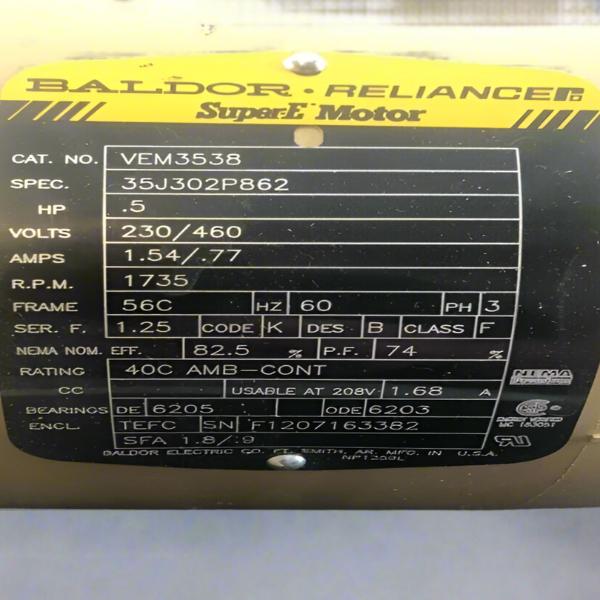 BALDOR · RELIANCE
Super-E Motor
CAT. NO. VEM3538
SPEC. 35J302P862
HP .5
VOLTS 230/460
AMPS 1.54/.77
R.P.M. 1735
FRAME 56C HZ 60 PH 3
SER. F. 1.25 CODE K DES B CLASS F
NEMA NOM. EFF. 82.5 % P.F. 74 %
RATING 40C AMB-CONT
CC USABLE AT 208V 1.68 A
BEARINGS DE 6205 ODE 6203
ENCL. TEFC SN F1207163382
SFA 1.8/.9
BALDOR ELECTRIC CO. FT. SMITH, AR. MFG. IN U.S.A.
NEMA